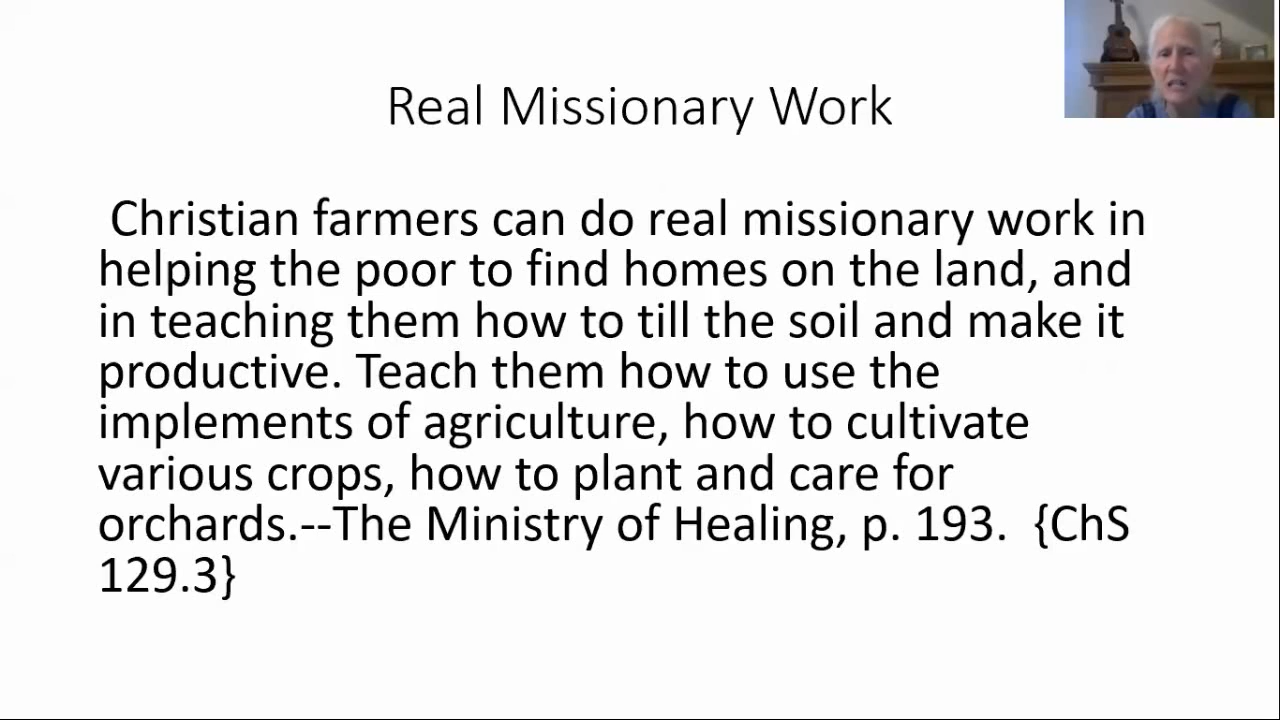 Real Missionary Work
Christian farmers can do real missionary work in
helping the poor to find homes on the land, and
in teaching them how to till the soil and make it
productive. Teach them how to use the
implements of agriculture, how to cultivate
various crops, how to plant and care for
orchards.--The Ministry of Healing, p. 193.  {ChS
129.3}